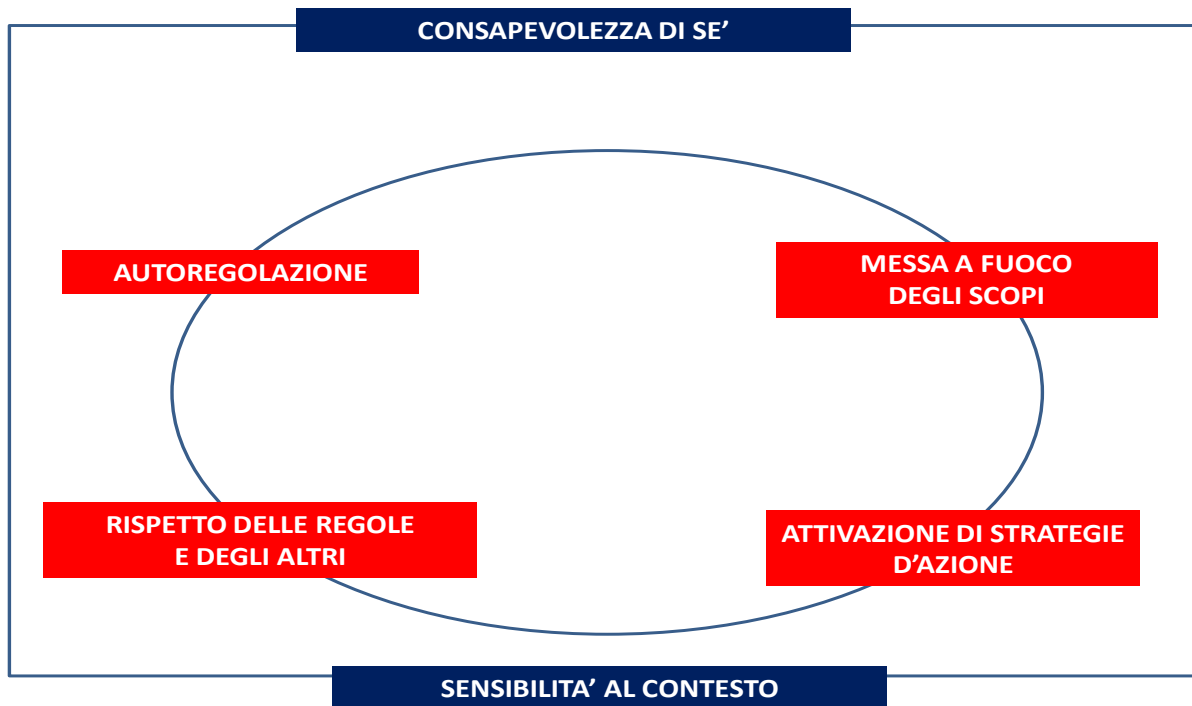 CONSAPEVOLEZZA DI SE’
AUTOREGOLAZIONE
MESSA A FUOCO
DEGLI SCOPI
RISPETTO DELLE REGOLE
E DEGLI ALTRI
ATTIVAZIONE DI STRATEGIE
D’AZIONE
SENSIBILITA’ AL CONTESTO